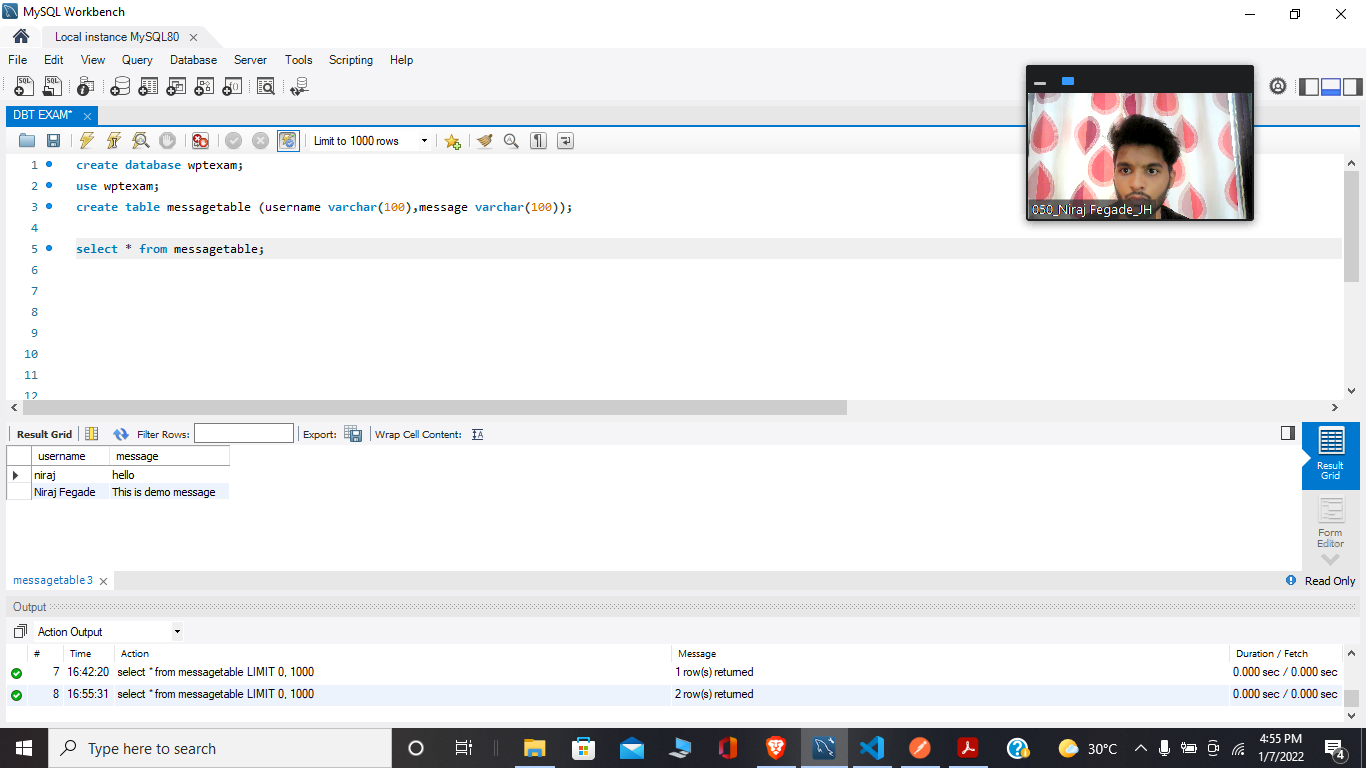 MySQL Workbench
Local instance MySQL80
File Edit View Query Database Server Tools Scripting Help
DBT EXAM*
Limit to 1000 rows
1 create database wptexam;
2 use wptexam;
3 create table messagetable (username varchar(100),message varchar(100));
4
5 select * from messagetable;
6
7
8
9
10
11
12
050_Niraj Fegade_JH
Result Grid Filter Rows: Export: Wrap Cell Content:
username message
niraj hello
Niraj Fegade This is demo message
Result
Grid
Form
Editor
messagetable 3
Read Only
Output
Action Output
# Time Action Message Duration / Fetch
7 16:42:20 select * from messagetable LIMIT 0, 1000 1 row(s) returned 0.000 sec / 0.000 sec
8 16:55:31 select * from messagetable LIMIT 0, 1000 2 row(s) returned 0.000 sec / 0.000 sec
Type here to search
30°C
4:55 PM
1/7/2022
4